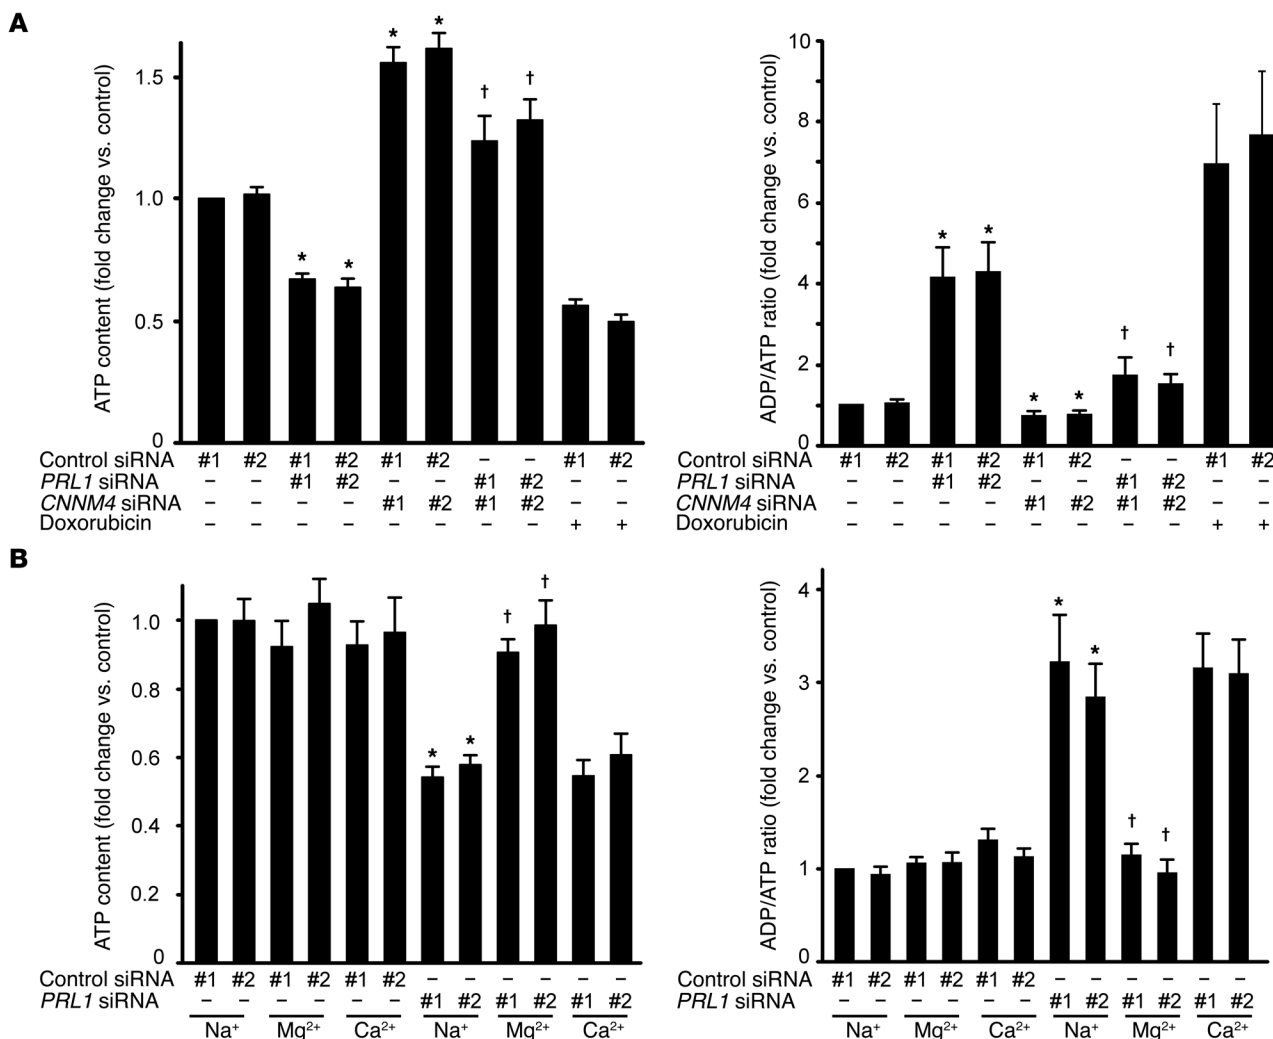 A
ATP content (fold change vs. control)
1.5
1.0
0.5
0
* * * * † †
Control siRNA #1 #2 #1 #2 #1 #2 – – #1 #2
PRL1 siRNA – – #1 #2 – – #1 #2 – –
CNNM4 siRNA – – – – #1 #2 #1 #2 – –
Doxorubicin – – – – – – – – + +
ADP/ATP ratio (fold change vs. control)
10
8
6
4
2
0
* * * * † †
Control siRNA #1 #2 #1 #2 #1 #2 – – #1 #2
PRL1 siRNA – – #1 #2 – – #1 #2 – –
CNNM4 siRNA – – – – #1 #2 #1 #2 – –
Doxorubicin – – – – – – – – + +
B
ATP content (fold change vs. control)
1.0
0.8
0.6
0.4
0.2
0
* * † †
Control siRNA #1 #2 #1 #2 #1 #2 – – – – – –
PRL1 siRNA – – – – – – #1 #2 #1 #2 #1 #2
Na⁺ Mg²⁺ Ca²⁺ Na⁺ Mg²⁺ Ca²⁺
ADP/ATP ratio (fold change vs. control)
4
3
2
1
0
* * † †
Control siRNA #1 #2 #1 #2 #1 #2 – – – – – –
PRL1 siRNA – – – – – – #1 #2 #1 #2 #1 #2
Na⁺ Mg²⁺ Ca²⁺ Na⁺ Mg²⁺ Ca²⁺